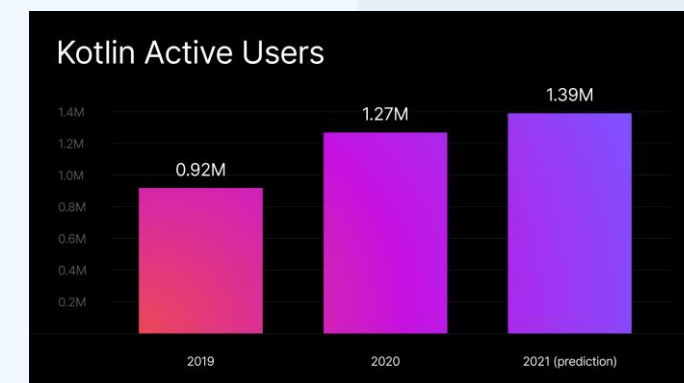 Kotlin Active Users
1.39M
1.27M
0.92M
1.4M
1.2M
1.0M
0.8M
0.6M
0.4M
0.2M
2019 2020 2021 (prediction)